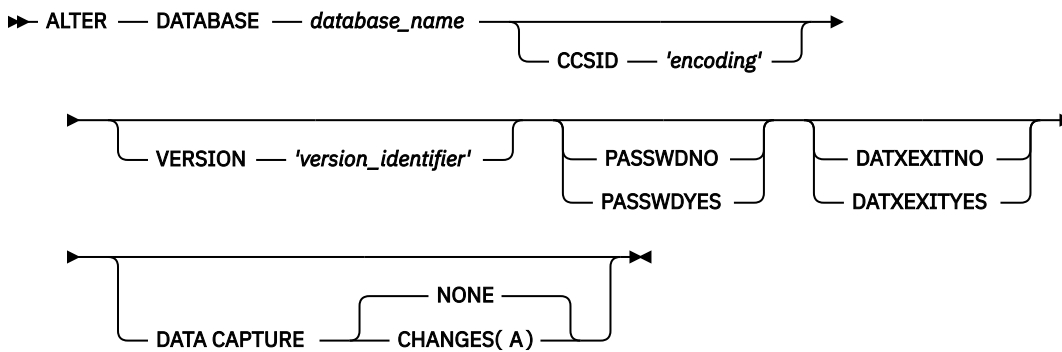 ALTER DATABASE database_name
CCSID 'encoding'
VERSION 'version_identifier'
PASSWDNO
PASSWDYES
DATXEXITNO
DATXEXITYES
DATA CAPTURE
NONE
CHANGES( A)